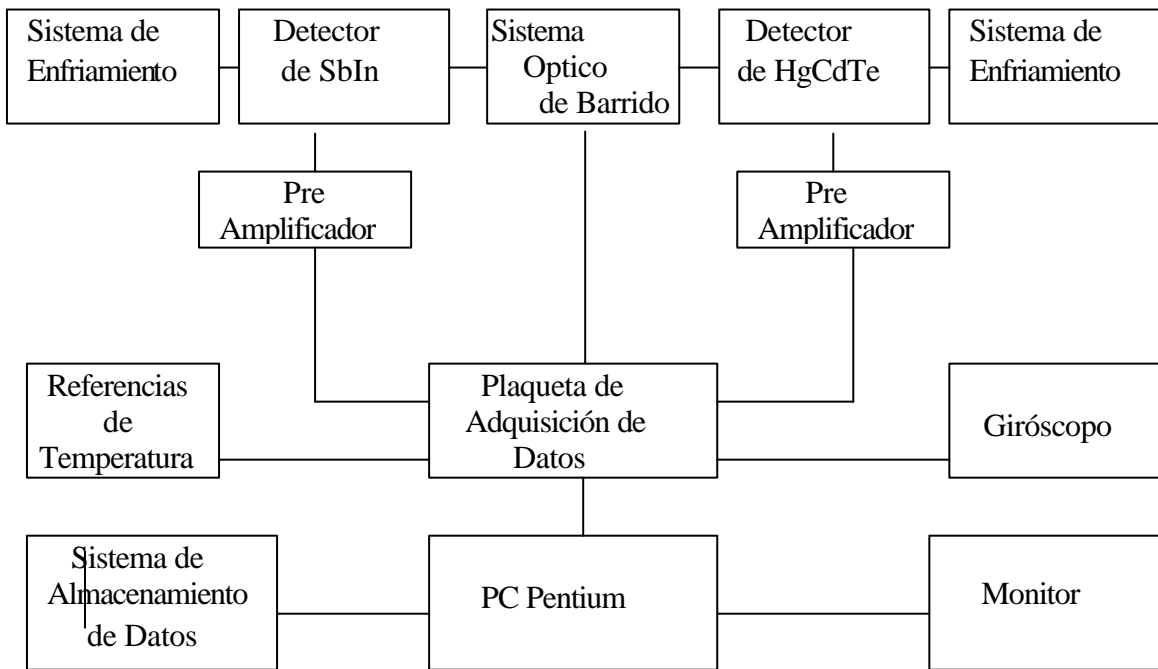 Sistema de
Enfriamiento
Detector
de SbIn
Sistema
Optico
de Barrido
Detector
de HgCdTe
Sistema de
Enfriamiento
Pre
Amplificador
Pre
Amplificador
Referencias
de
Temperatura
Plaqueta de
Adquisición de
Datos
Giróscopo
Sistema de
Almacenamiento
de Datos
PC Pentium
Monitor